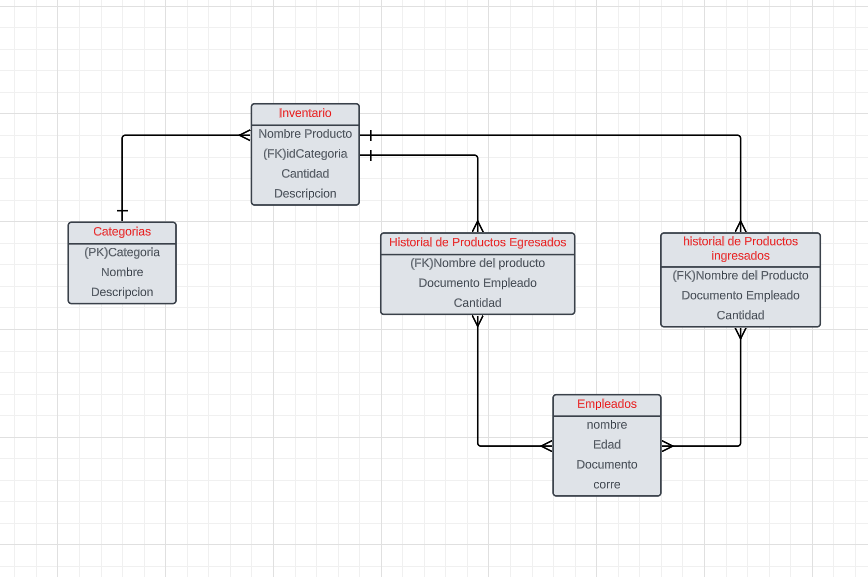 Inventario
Nombre Producto
(FK)idCategoria
Cantidad
Descripcion
Categorias
(PK)Categoria
Nombre
Descripcion
Historial de Productos Egresados
(FK)Nombre del producto
Documento Empleado
Cantidad
historial de Productos
ingresados
(FK)Nombre del Producto
Documento Empleado
Cantidad
Empleados
nombre
Edad
Documento
corre